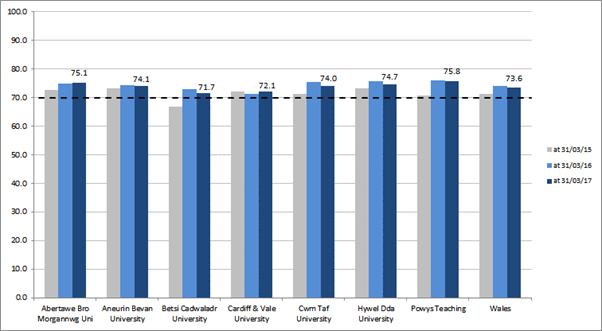 100.0
90.0
80.0
70.0
60.0
50.0
40.0
30.0
20.0
10.0
0.0
75.1
74.1
71.7
72.1
74.0
74.7
75.8
73.6
at 31/03/15
at 31/03/16
at 31/03/17
Abertawe Bro
Morgannwg Uni
Aneurin Bevan
University
Betsi Cadwaladr
University
Cardiff & Vale
University
Cwm Taf
University
Hywel Dda
University
Powys Teaching
Wales